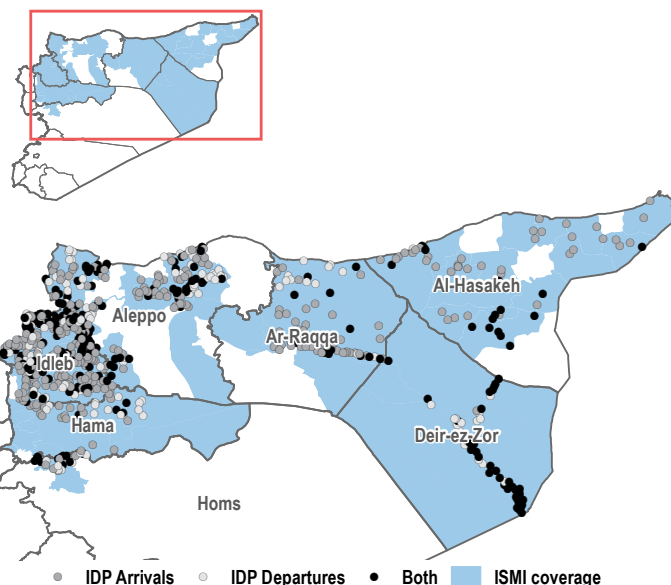 Al-Hasakeh
Aleppo
Ar-Raqqa
Idleb
Hama
Deir-ez-Zor
Homs
IDP Arrivals IDP Departures Both ISMI coverage